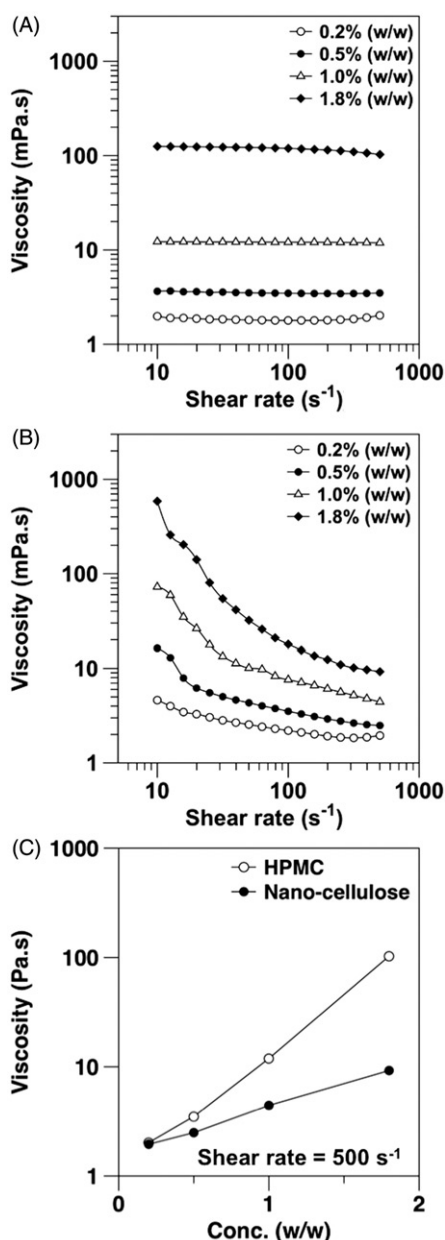 (A)
0.2% (w/w)
0.5% (w/w)
1.0% (w/w)
1.8% (w/w)
1000
100
10
1
Viscosity (mPa.s)
10 100 1000
Shear rate (s⁻¹)
(B)
0.2% (w/w)
0.5% (w/w)
1.0% (w/w)
1.8% (w/w)
1000
100
10
1
Viscosity (mPa.s)
10 100 1000
Shear rate (s⁻¹)
(C)
HPMC
Nano-cellulose
1000
100
10
1
Viscosity (Pa.s)
Shear rate = 500 s⁻¹
0 1 2
Conc. (w/w)